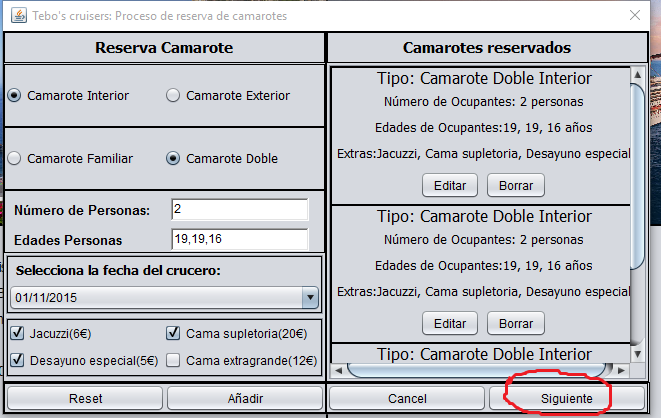 Tebo's cruisers: Proceso de reserva de camarotes
Reserva Camarote
Camarote Interior
Camarote Exterior
Camarote Familiar
Camarote Doble
Número de Personas:
2
Edades Personas
19,19,16
Selecciona la fecha del crucero:
01/11/2015
Jacuzzi(6€)
Cama supletoria(20€)
Desayuno especial(5€)
Cama extragrande(12€)
Reset
Añadir
Camarotes reservados
Tipo: Camarote Doble Interior
Número de Ocupantes: 2 personas
Edades de Ocupantes:19, 19, 16 años
Extras:Jacuzzi, Cama supletoria, Desayuno especial
Editar
Borrar
Tipo: Camarote Doble Interior
Número de Ocupantes: 2 personas
Edades de Ocupantes:19, 19, 16 años
Extras:Jacuzzi, Cama supletoria, Desayuno especial
Editar
Borrar
Tipo: Camarote Doble Interior
Cancel
Siguiente